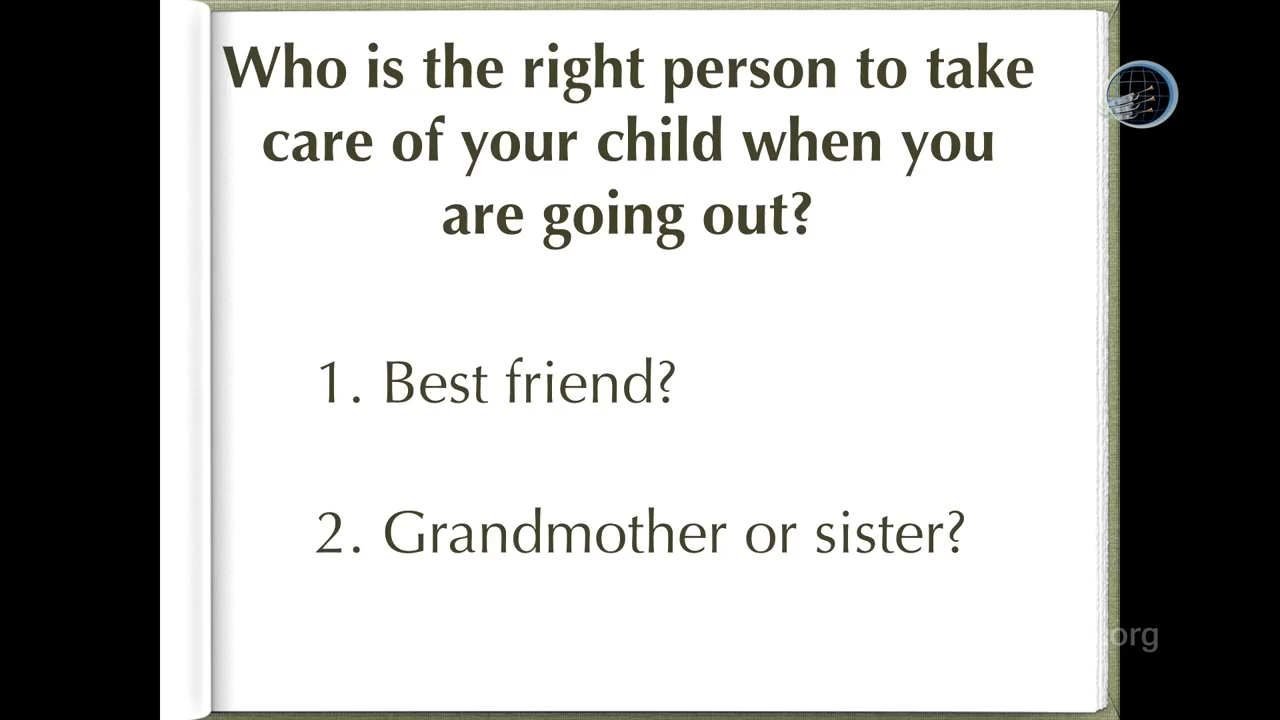 Who is the right person to take
care of your child when you
are going out?
1. Best friend?
2. Grandmother or sister?
.org